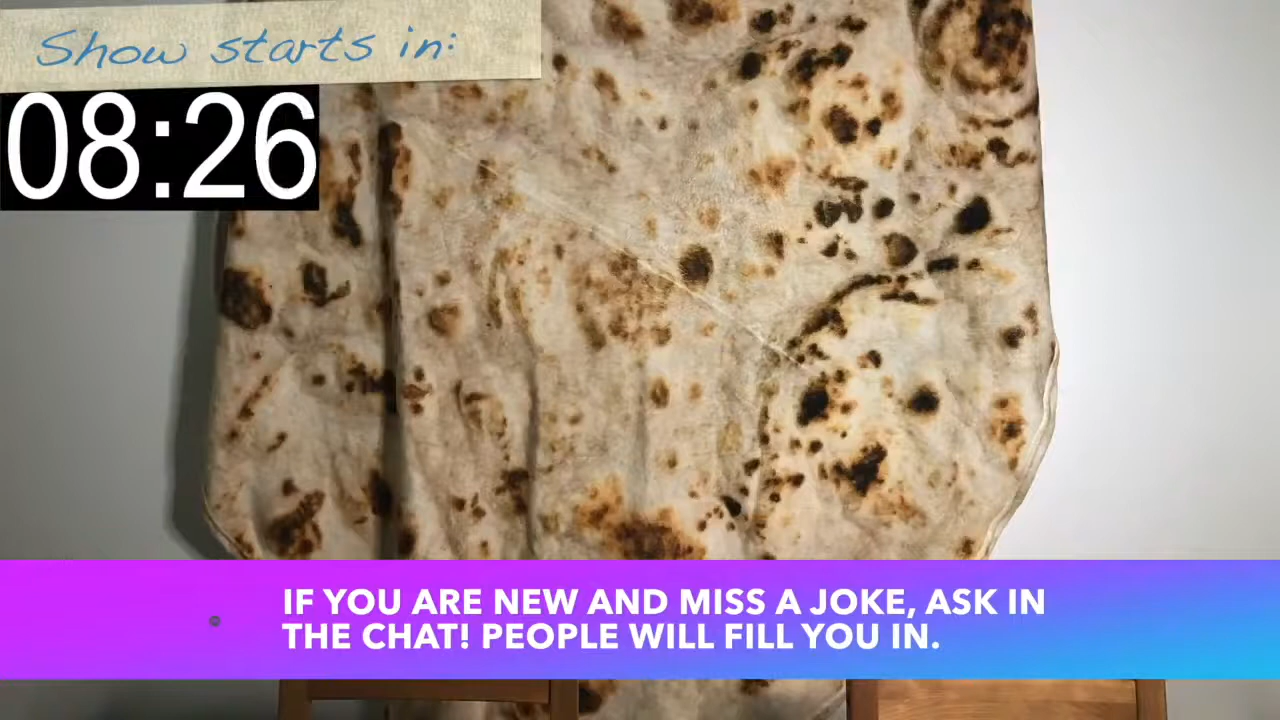 Show starts in:
08:26
IF YOU ARE NEW AND MISS A JOKE, ASK IN
THE CHAT! PEOPLE WILL FILL YOU IN.